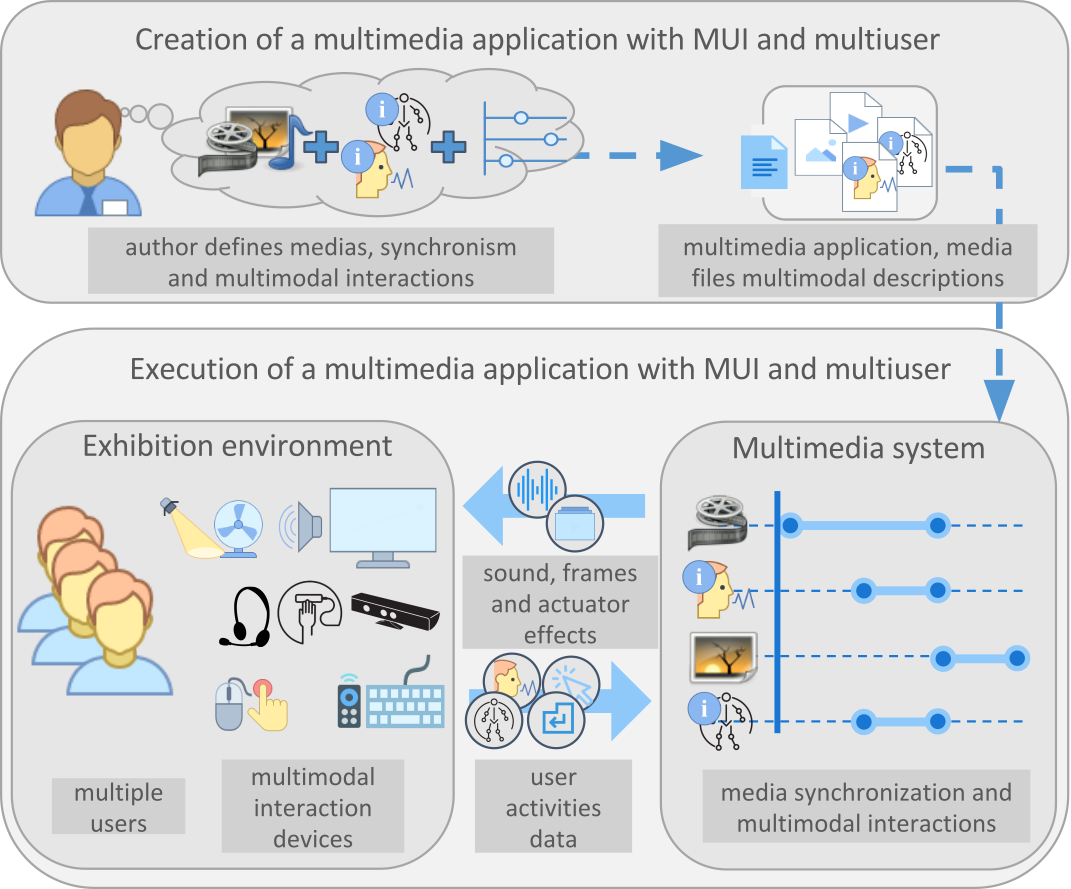 Creation of a multimedia application with MUI and multiuser
author defines medias, synchronism
and multimodal interactions
multimedia application, media
files multimodal descriptions
Execution of a multimedia application with MUI and multiuser
Exhibition environment
multiple
users
multimodal
interaction
devices
sound, frames
and actuator
effects
user
activities
data
Multimedia system
media synchronization and
multimodal interactions